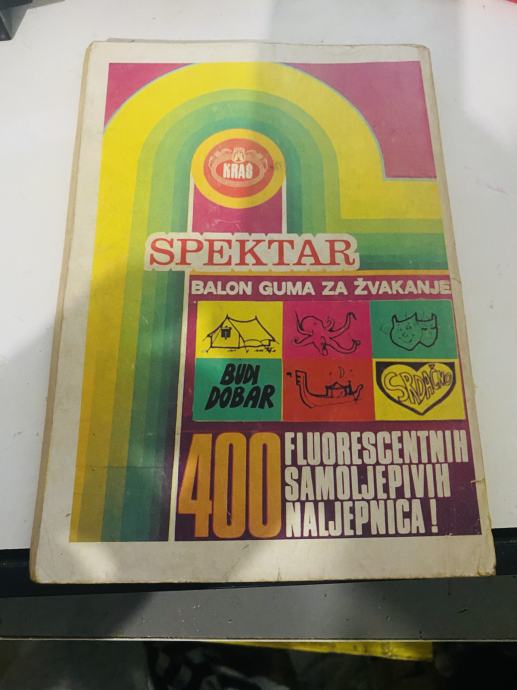 KRAŠ
SPEKTAR
BALON GUMA ZA ŽVAKANJE
BUDI
DOBAR
SRDAČNO
400
FLUORESCENTNIH
SAMOLJEPIVIH
NALJEPNICA!